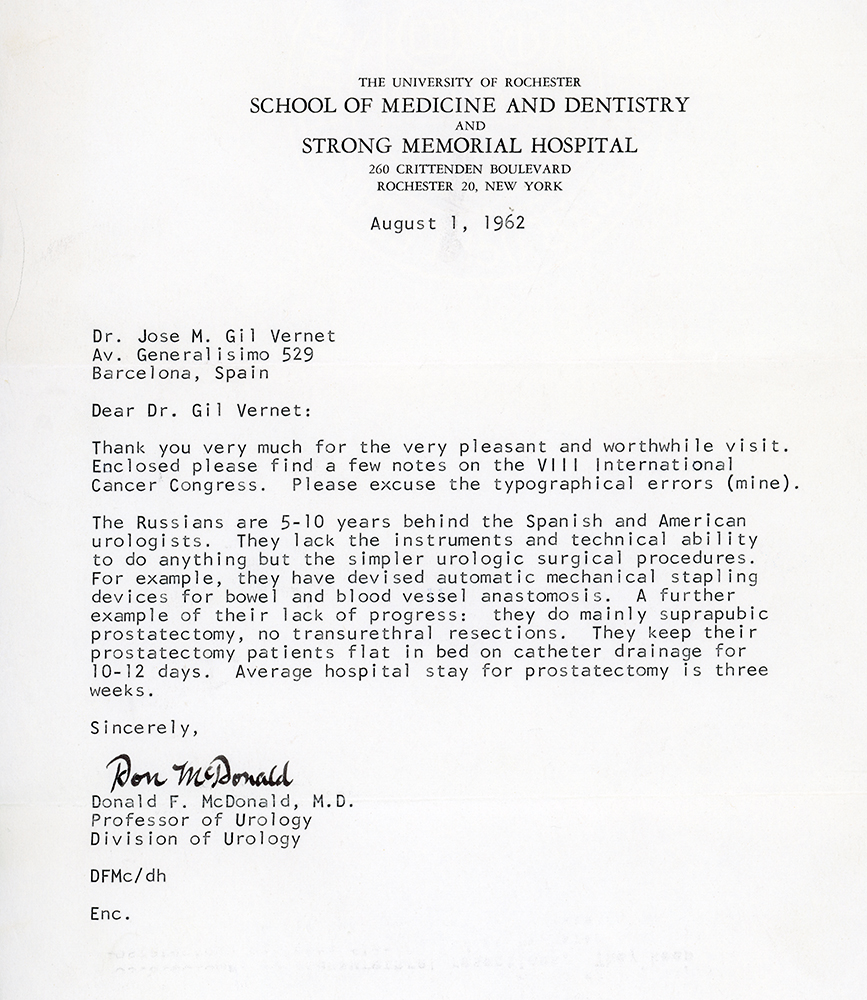 THE UNIVERSITY OF ROCHESTER
SCHOOL OF MEDICINE AND DENTISTRY
AND
STRONG MEMORIAL HOSPITAL
260 CRITTENDEN BOULEVARD
ROCHESTER 20, NEW YORK
August 1, 1962
Dr. Jose M. Gil Vernet
Av. Generalisimo 529
Barcelona, Spain
Dear Dr. Gil Vernet:
Thank you very much for the very pleasant and worthwhile visit.
Enclosed please find a few notes on the VIII International
Cancer Congress.  Please excuse the typographical errors (mine).
The Russians are 5-10 years behind the Spanish and American
urologists.  They lack the instruments and technical ability
to do anything but the simpler urologic surgical procedures.
For example, they have devised automatic mechanical stapling
devices for bowel and blood vessel anastomosis.  A further
example of their lack of progress:  they do mainly suprapubic
prostatectomy, no transurethral resections.  They keep their
prostatectomy patients flat in bed on catheter drainage for
10-12 days.  Average hospital stay for prostatectomy is three
weeks.
Sincerely,
Don McDonald
Donald F. McDonald, M.D.
Professor of Urology
Division of Urology
DFMc/dh
Enc.